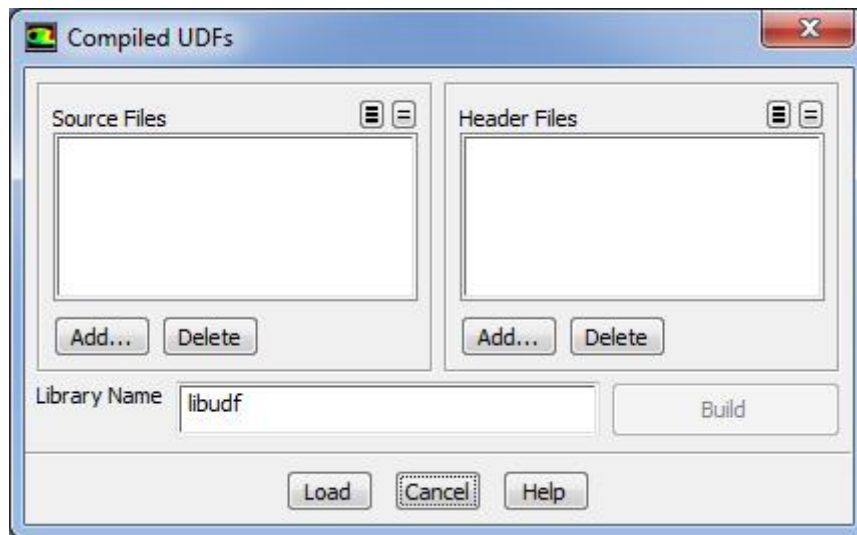 Compiled UDFs
Source Files
Header Files
Add... Delete
Add... Delete
Library Name libudf Build
Load Cancel Help